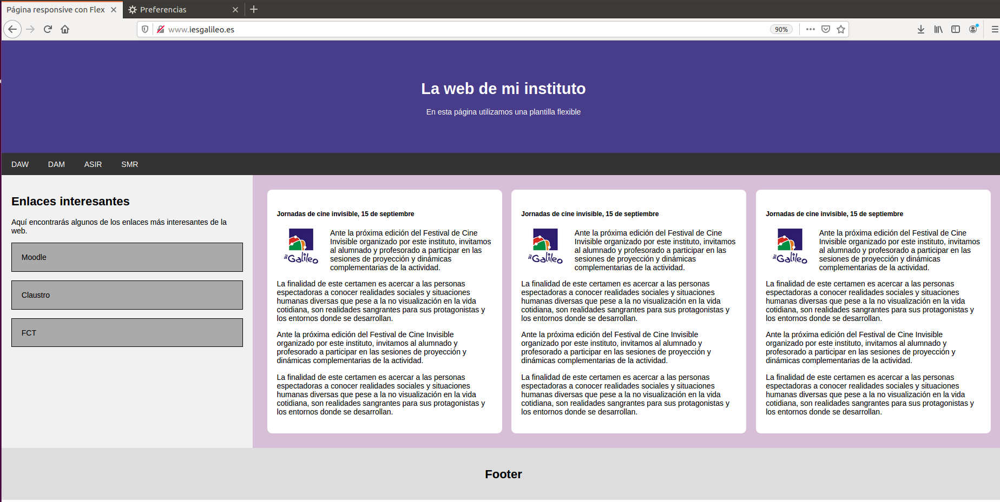 Página responsive con Flex
Preferencias
www.iesgalileo.es
90%
La web de mi instituto
En esta página utilizamos una plantilla flexible
DAW DAM ASIR SMR
Enlaces interesantes
Aquí encontrarás algunos de los enlaces más interesantes de la
web.
Moodle
Claustro
FCT
Jornadas de cine invisible, 15 de septiembre
ies Galileo
Ante la próxima edición del Festival de Cine
Invisible organizado por este instituto, invitamos
al alumnado y profesorado a participar en las
sesiones de proyección y dinámicas
complementarias de la actividad.
La finalidad de este certamen es acercar a las personas
espectadoras a conocer realidades sociales y situaciones
humanas diversas que pese a la no visualización en la vida
cotidiana, son realidades sangrantes para sus protagonistas y
los entornos donde se desarrollan.
Ante la próxima edición del Festival de Cine Invisible
organizado por este instituto, invitamos al alumnado y
profesorado a participar en las sesiones de proyección y
dinámicas complementarias de la actividad.
La finalidad de este certamen es acercar a las personas
espectadoras a conocer realidades sociales y situaciones
humanas diversas que pese a la no visualización en la vida
cotidiana, son realidades sangrantes para sus protagonistas y
los entornos donde se desarrollan.
Jornadas de cine invisible, 15 de septiembre
ies Galileo
Ante la próxima edición del Festival de Cine
Invisible organizado por este instituto, invitamos
al alumnado y profesorado a participar en las
sesiones de proyección y dinámicas
complementarias de la actividad.
La finalidad de este certamen es acercar a las personas
espectadoras a conocer realidades sociales y situaciones
humanas diversas que pese a la no visualización en la vida
cotidiana, son realidades sangrantes para sus protagonistas y
los entornos donde se desarrollan.
Ante la próxima edición del Festival de Cine Invisible
organizado por este instituto, invitamos al alumnado y
profesorado a participar en las sesiones de proyección y
dinámicas complementarias de la actividad.
La finalidad de este certamen es acercar a las personas
espectadoras a conocer realidades sociales y situaciones
humanas diversas que pese a la no visualización en la vida
cotidiana, son realidades sangrantes para sus protagonistas y
los entornos donde se desarrollan.
Jornadas de cine invisible, 15 de septiembre
ies Galileo
Ante la próxima edición del Festival de Cine
Invisible organizado por este instituto, invitamos
al alumnado y profesorado a participar en las
sesiones de proyección y dinámicas
complementarias de la actividad.
La finalidad de este certamen es acercar a las personas
espectadoras a conocer realidades sociales y situaciones
humanas diversas que pese a la no visualización en la vida
cotidiana, son realidades sangrantes para sus protagonistas y
los entornos donde se desarrollan.
Ante la próxima edición del Festival de Cine Invisible
organizado por este instituto, invitamos al alumnado y
profesorado a participar en las sesiones de proyección y
dinámicas complementarias de la actividad.
La finalidad de este certamen es acercar a las personas
espectadoras a conocer realidades sociales y situaciones
humanas diversas que pese a la no visualización en la vida
cotidiana, son realidades sangrantes para sus protagonistas y
los entornos donde se desarrollan.
Footer